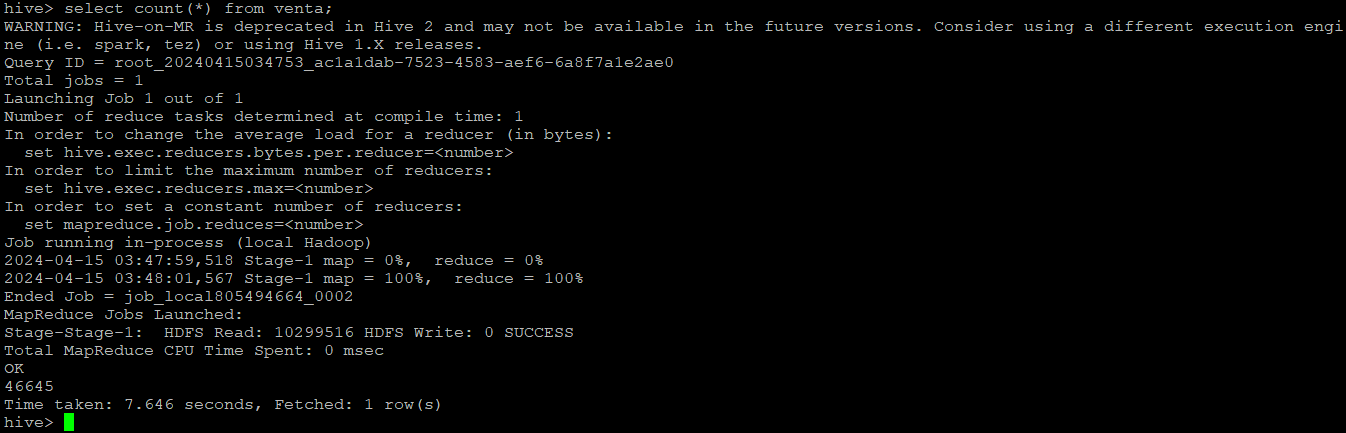 hive> select count(*) from venta;
WARNING: Hive-on-MR is deprecated in Hive 2 and may not be available in the future versions. Consider using a different execution engi
ne (i.e. spark, tez) or using Hive 1.X releases.
Query ID = root_20240415034753_ac1a1dab-7523-4583-aef6-6a8f7a1e2ae0
Total jobs = 1
Launching Job 1 out of 1
Number of reduce tasks determined at compile time: 1
In order to change the average load for a reducer (in bytes):
  set hive.exec.reducers.bytes.per.reducer=<number>
In order to limit the maximum number of reducers:
  set hive.exec.reducers.max=<number>
In order to set a constant number of reducers:
  set mapreduce.job.reduces=<number>
Job running in-process (local Hadoop)
2024-04-15 03:47:59,518 Stage-1 map = 0%,  reduce = 0%
2024-04-15 03:48:01,567 Stage-1 map = 100%,  reduce = 100%
Ended Job = job_local805494664_0002
MapReduce Jobs Launched:
Stage-Stage-1:  HDFS Read: 10299516 HDFS Write: 0 SUCCESS
Total MapReduce CPU Time Spent: 0 msec
OK
46645
Time taken: 7.646 seconds, Fetched: 1 row(s)
hive>